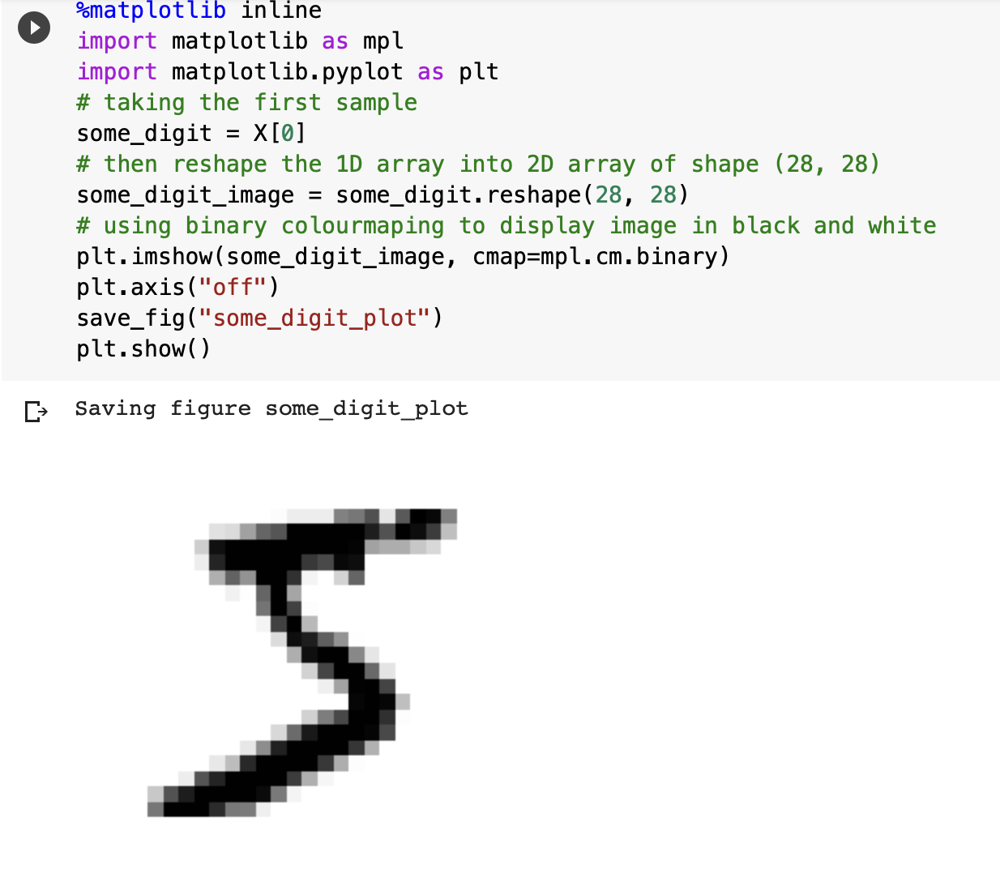 %matplotlib inline
import matplotlib as mpl
import matplotlib.pyplot as plt
# taking the first sample
some_digit = X[0]
# then reshape the 1D array into 2D array of shape (28, 28)
some_digit_image = some_digit.reshape(28, 28)
# using binary colourmaping to display image in black and white
plt.imshow(some_digit_image, cmap=mpl.cm.binary)
plt.axis("off")
save_fig("some_digit_plot")
plt.show()
Saving figure some_digit_plot
5